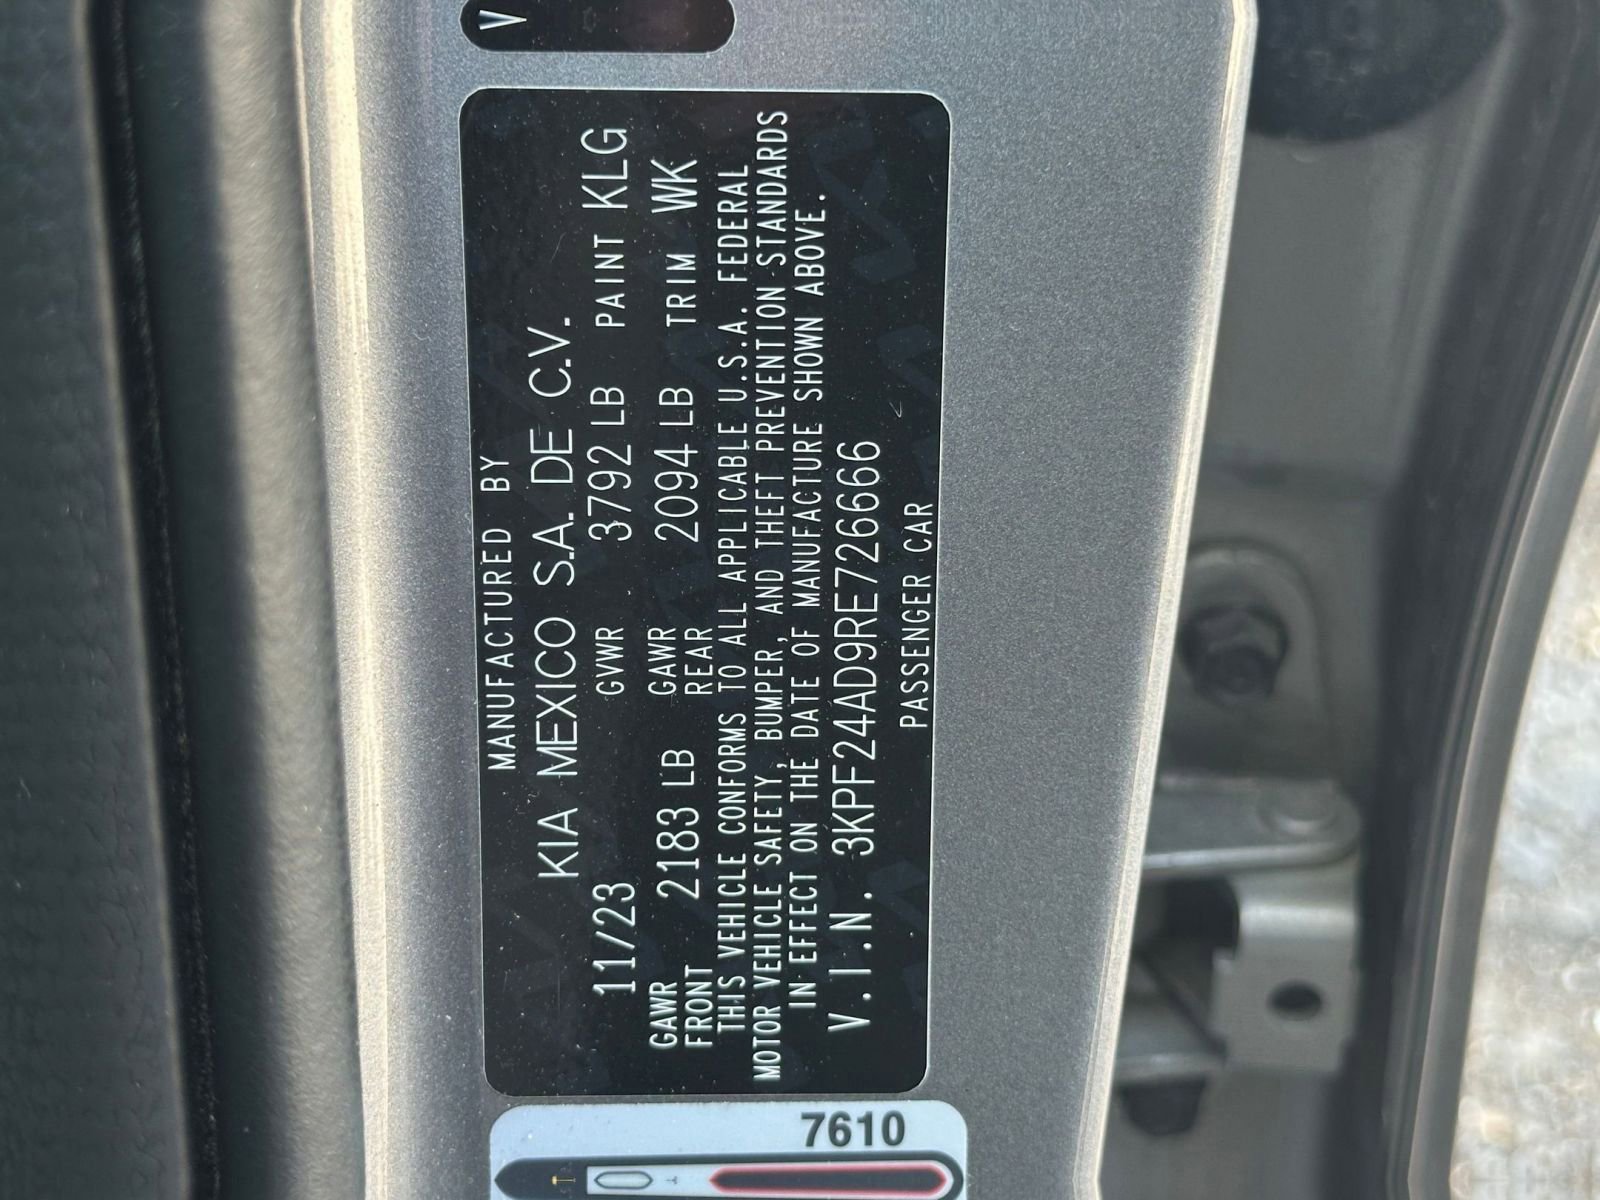 V
MANUFACTURED BY
KIA MEXICO S.A. DE C.V.
11/23 GVWR 3792 LB PAINT KLG
GAWR FRONT 2183 LB GAWR REAR 2094 LB TRIM WK
THIS VEHICLE CONFORMS TO ALL APPLICABLE U.S.A. FEDERAL
MOTOR VEHICLE SAFETY, BUMPER, AND THEFT PREVENTION STANDARDS
IN EFFECT ON THE DATE OF MANUFACTURE SHOWN ABOVE.
V.I.N. 3KPF24AD9RE726666
PASSENGER CAR
7610